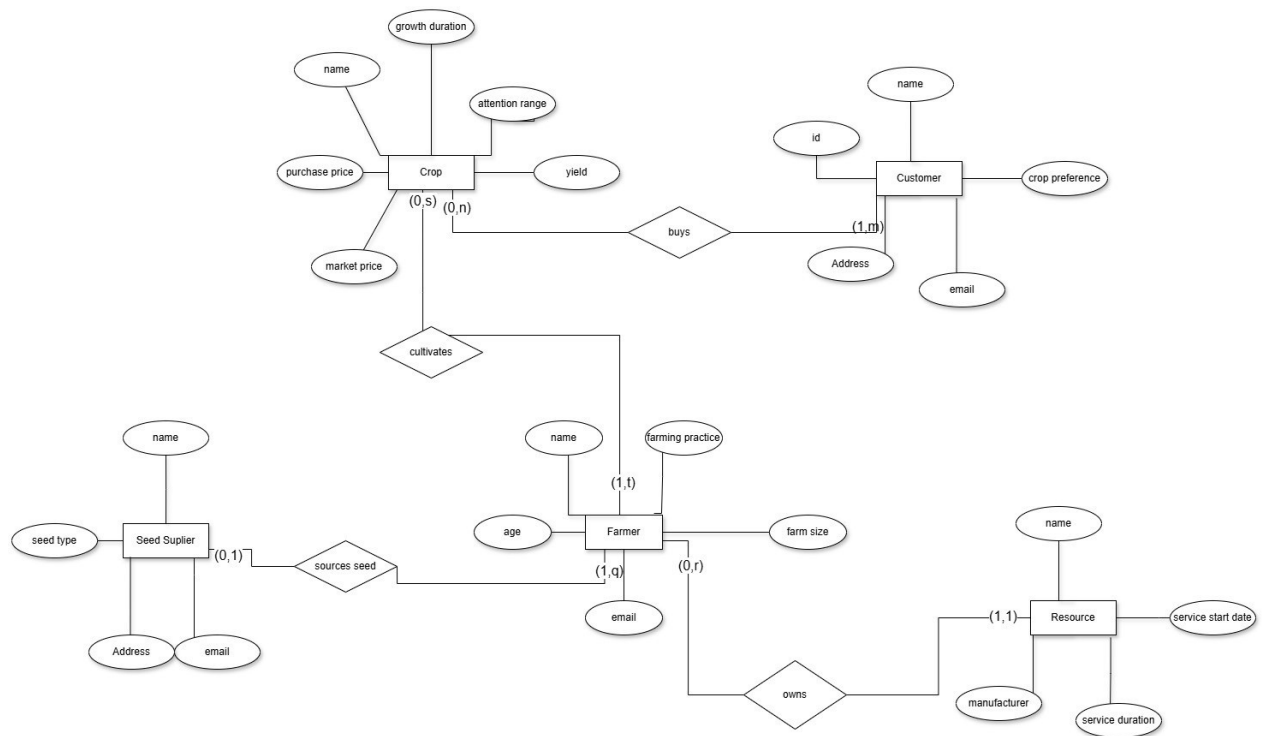 growth duration
name
attention range
purchase price
Crop
yield
(0,s)
(0,n)
market price
name
id
Customer
crop preference
buys
(1,m)
Address
email
cultivates
name
farming practice
(1,t)
name
seed type
Seed Suplier
(0,1)
sources seed
age
Farmer
farm size
(1,q)
(0,r)
email
Address
email
name
(1,1)
Resource
service start date
owns
manufacturer
service duration